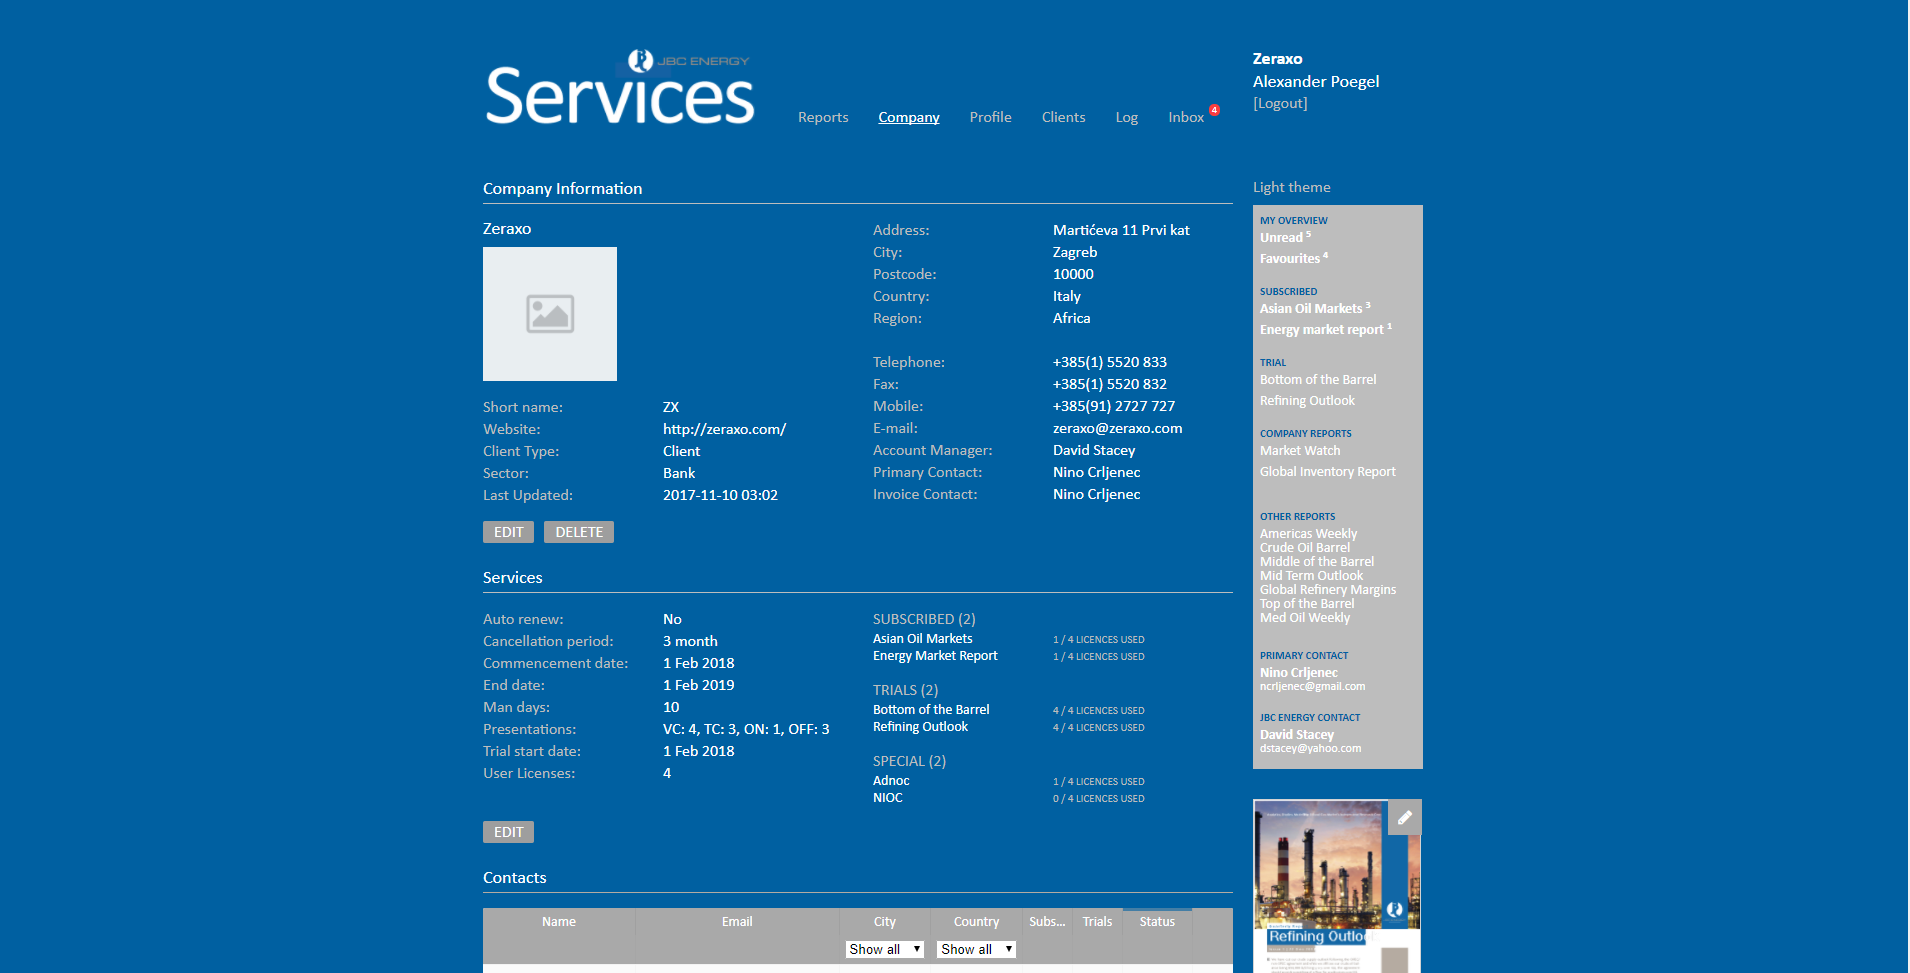 JBC ENERGY
Services
Reports Company Profile Clients Log Inbox 4
Zeraxo
Alexander Poegel
[Logout]
Company Information
Zeraxo
Short name: ZX
Website: http://zeraxo.com/
Client Type: Client
Sector: Bank
Last Updated: 2017-11-10 03:02
EDIT DELETE
Address: Martićeva 11 Prvi kat
City: Zagreb
Postcode: 10000
Country: Italy
Region: Africa
Telephone: +385(1) 5520 833
Fax: +385(1) 5520 832
Mobile: +385(91) 2727 727
E-mail: zeraxo@zeraxo.com
Account Manager: David Stacey
Primary Contact: Nino Crljenec
Invoice Contact: Nino Crljenec
Services
Auto renew: No
Cancellation period: 3 month
Commencement date: 1 Feb 2018
End date: 1 Feb 2019
Man days: 10
Presentations: VC: 4, TC: 3, ON: 1, OFF: 3
Trial start date: 1 Feb 2018
User Licenses: 4
EDIT
SUBSCRIBED (2)
Asian Oil Markets 1 / 4 LICENCES USED
Energy Market Report 1 / 4 LICENCES USED
TRIALS (2)
Bottom of the Barrel 4 / 4 LICENCES USED
Refining Outlook 4 / 4 LICENCES USED
SPECIAL (2)
Adnoc 1 / 4 LICENCES USED
NIOC 0 / 4 LICENCES USED
Contacts
Name Email City Country Subs... Trials Status
Show all Show all
Light theme
MY OVERVIEW
Unread 5
Favourites 4
SUBSCRIBED
Asian Oil Markets 3
Energy market report 1
TRIAL
Bottom of the Barrel
Refining Outlook
COMPANY REPORTS
Market Watch
Global Inventory Report
OTHER REPORTS
Americas Weekly
Crude Oil Barrel
Middle of the Barrel
Mid Term Outlook
Global Refinery Margins
Top of the Barrel
Med Oil Weekly
PRIMARY CONTACT
Nino Crljenec
ncrljenec@gmail.com
JBC ENERGY CONTACT
David Stacey
dstacey@yahoo.com
Refining Outlook